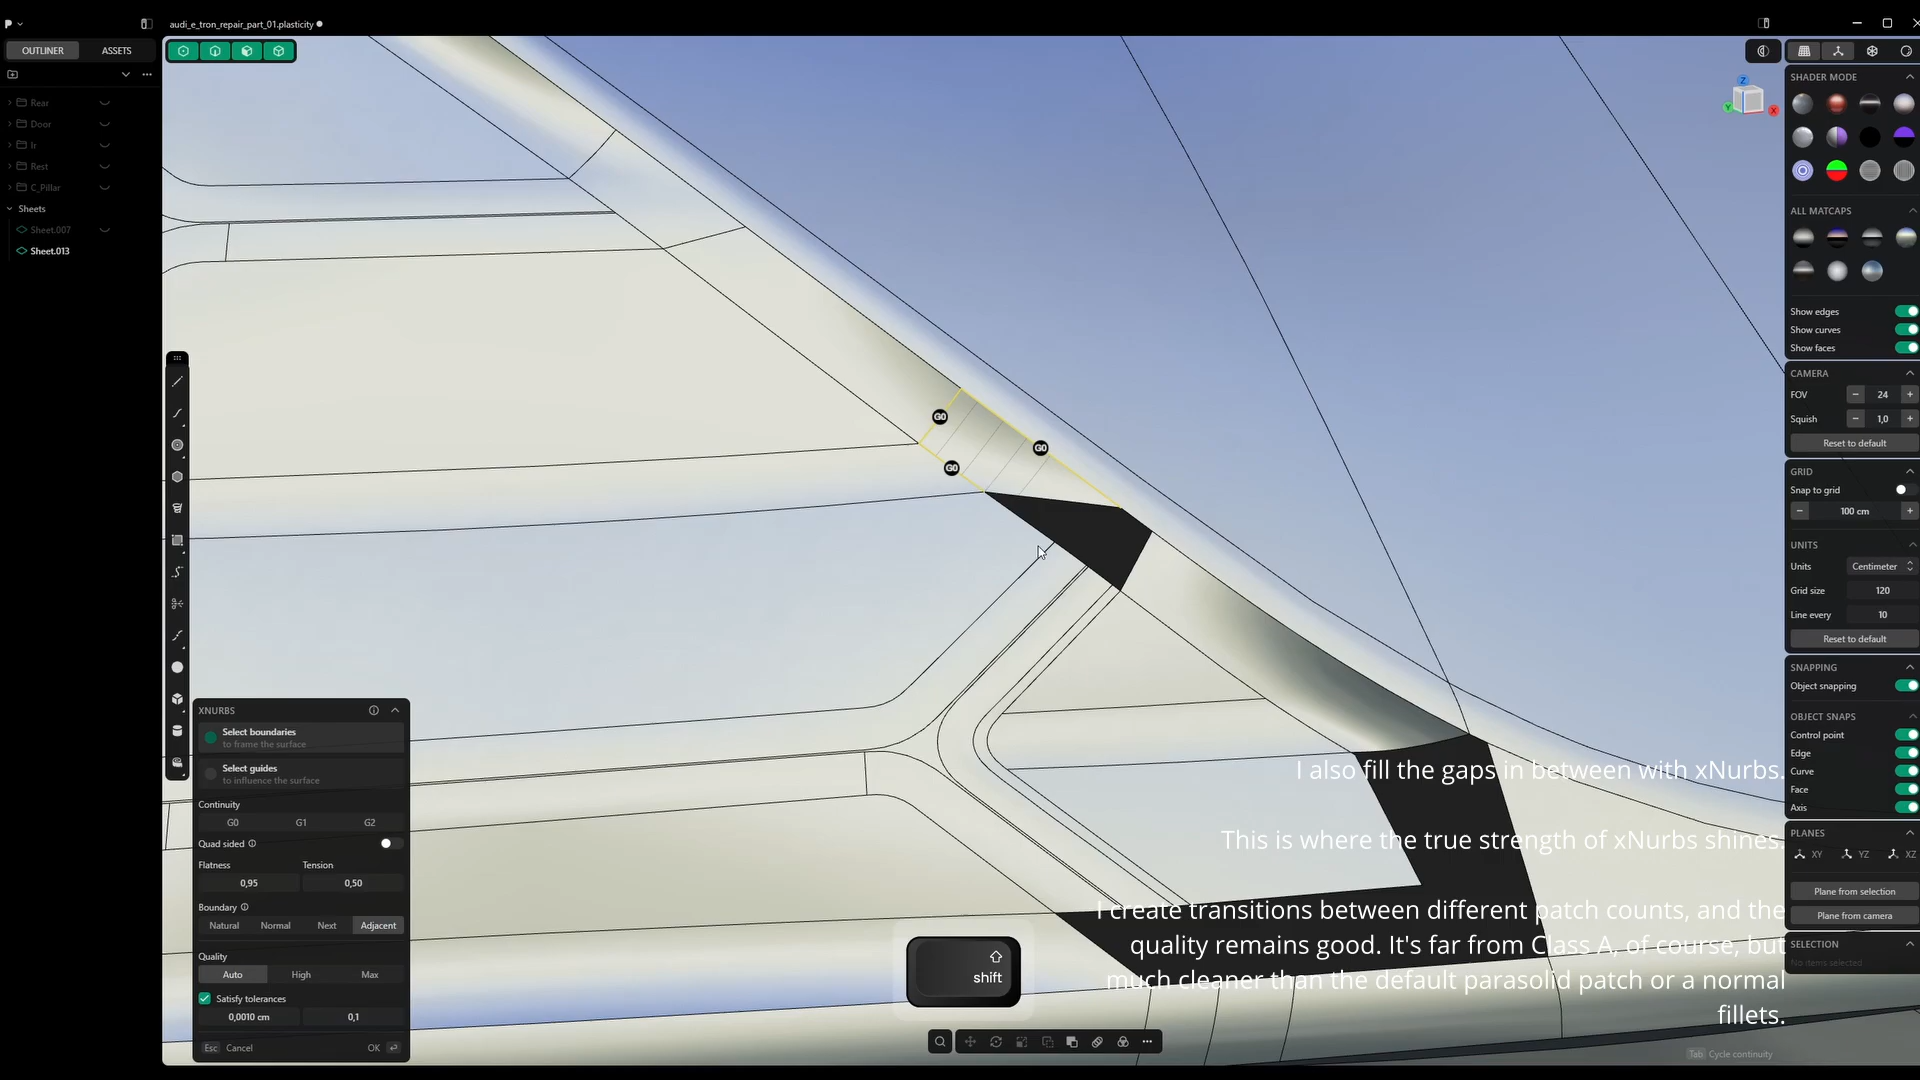 audi_e_tron_repair_part_01.plasticity
OUTLINER
ASSETS
Rear
Door
Ir
Rest
C_Pillar
Sheets
Sheet.007
Sheet.013
G0
G0
G0
XNURBS
Select boundaries
to frame the surface
Select guides
to influence the surface
Continuity
G0 G1 G2
Quad sided
Flatness Tension
0,95 0,50
Boundary
Natural Normal Next Adjacent
Quality
Auto High Max
Satisfy tolerances
0,0010 cm 0,1
Esc Cancel OK
shift
I also fill the gaps in between with xNurbs.
This is where the true strength of xNurbs shines.
I create transitions between different patch counts, and the
quality remains good. It's far from Class A, of course, but
much cleaner than the default parasolid patch or a normal
fillets.
Tab Cycle continuity
Z
Y
X
SHADER MODE
ALL MATCAPS
Show edges
Show curves
Show faces
CAMERA
FOV − 24 +
Squish − 1,0 +
Reset to default
GRID
Snap to grid
− 100 cm +
UNITS
Units Centimeter
Grid size 120
Line every 10
Reset to default
SNAPPING
Object snapping
OBJECT SNAPS
Control point
Edge
Curve
Face
Axis
PLANES
XY YZ XZ
Plane from selection
Plane from camera
SELECTION
No items selected